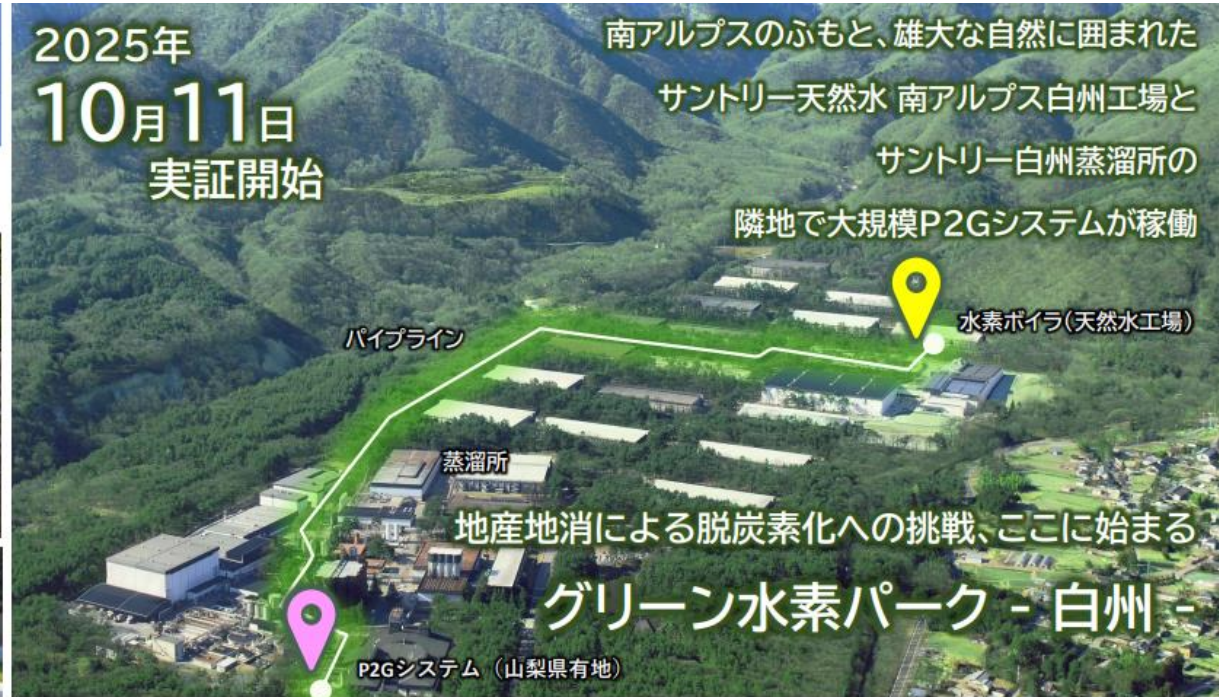 2025年
10月11日
実証開始
南アルプスのふもと、雄大な自然に囲まれた
サントリー天然水 南アルプス白州工場と
サントリー白州蒸溜所の
隣地で大規模P2Gシステムが稼働
水素ボイラ(天然水工場)
パイプライン
蒸溜所
地産地消による脱炭素化への挑戦、ここに始まる
グリーン水素パーク - 白州 -
P2Gシステム（山梨県有地）